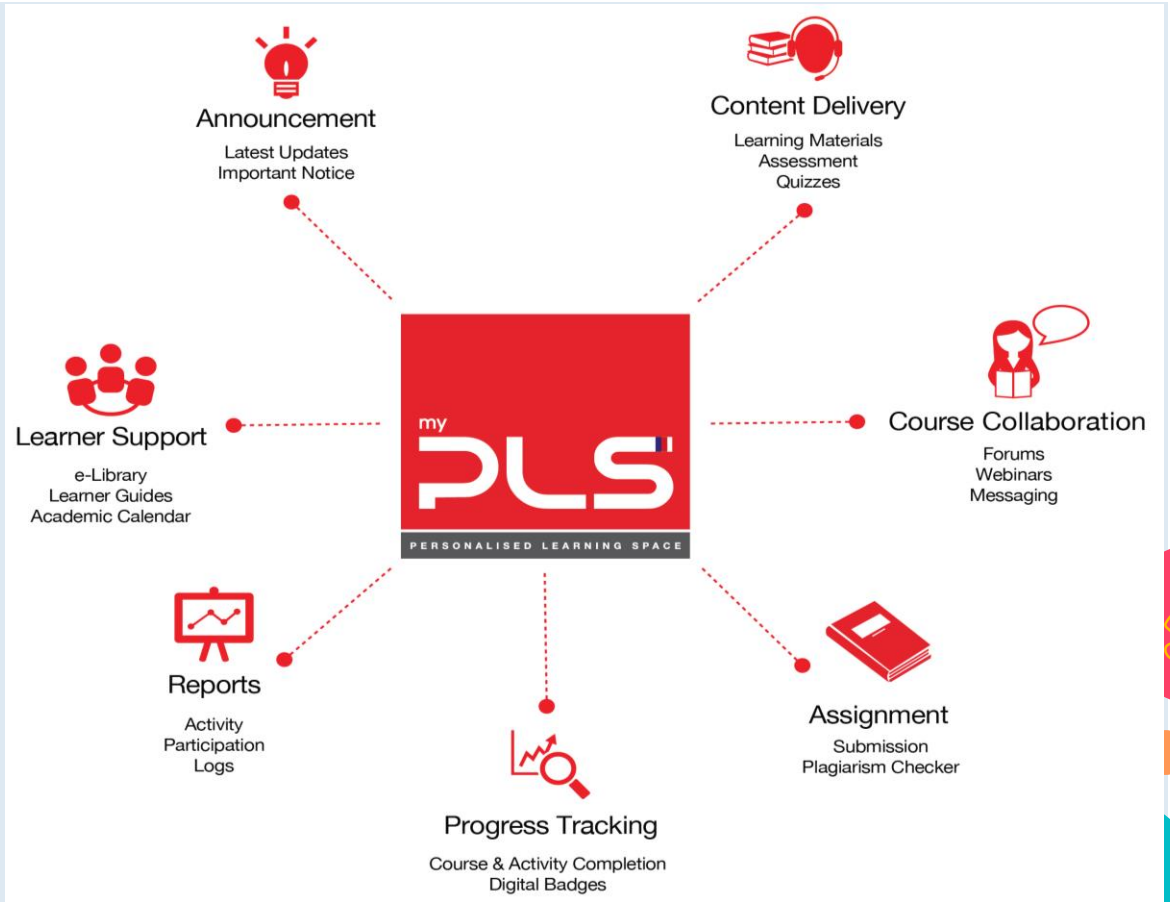 Announcement
Latest Updates
Important Notice
Content Delivery
Learning Materials
Assessment
Quizzes
Learner Support
e-Library
Learner Guides
Academic Calendar
my
PLS
PERSONALISED LEARNING SPACE
Course Collaboration
Forums
Webinars
Messaging
Reports
Activity
Participation
Logs
Progress Tracking
Course & Activity Completion
Digital Badges
Assignment
Submission
Plagiarism Checker